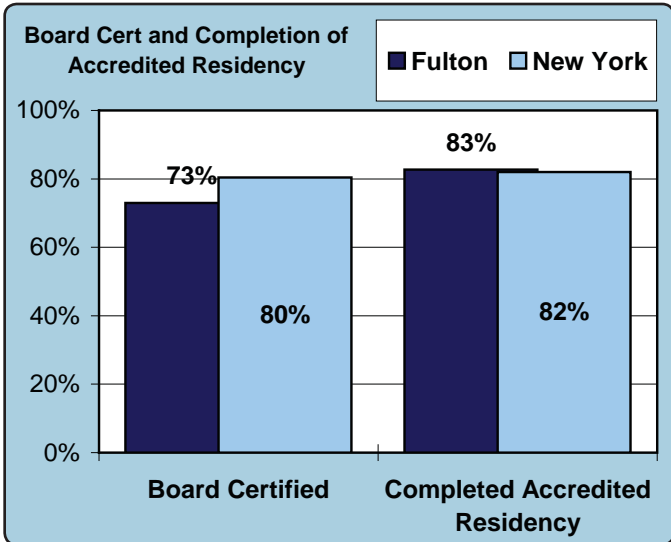 Board Cert and Completion of
Accredited Residency
Fulton New York
100%
80%
60%
40%
20%
0%
73%
80%
83%
82%
Board Certified
Completed Accredited
Residency